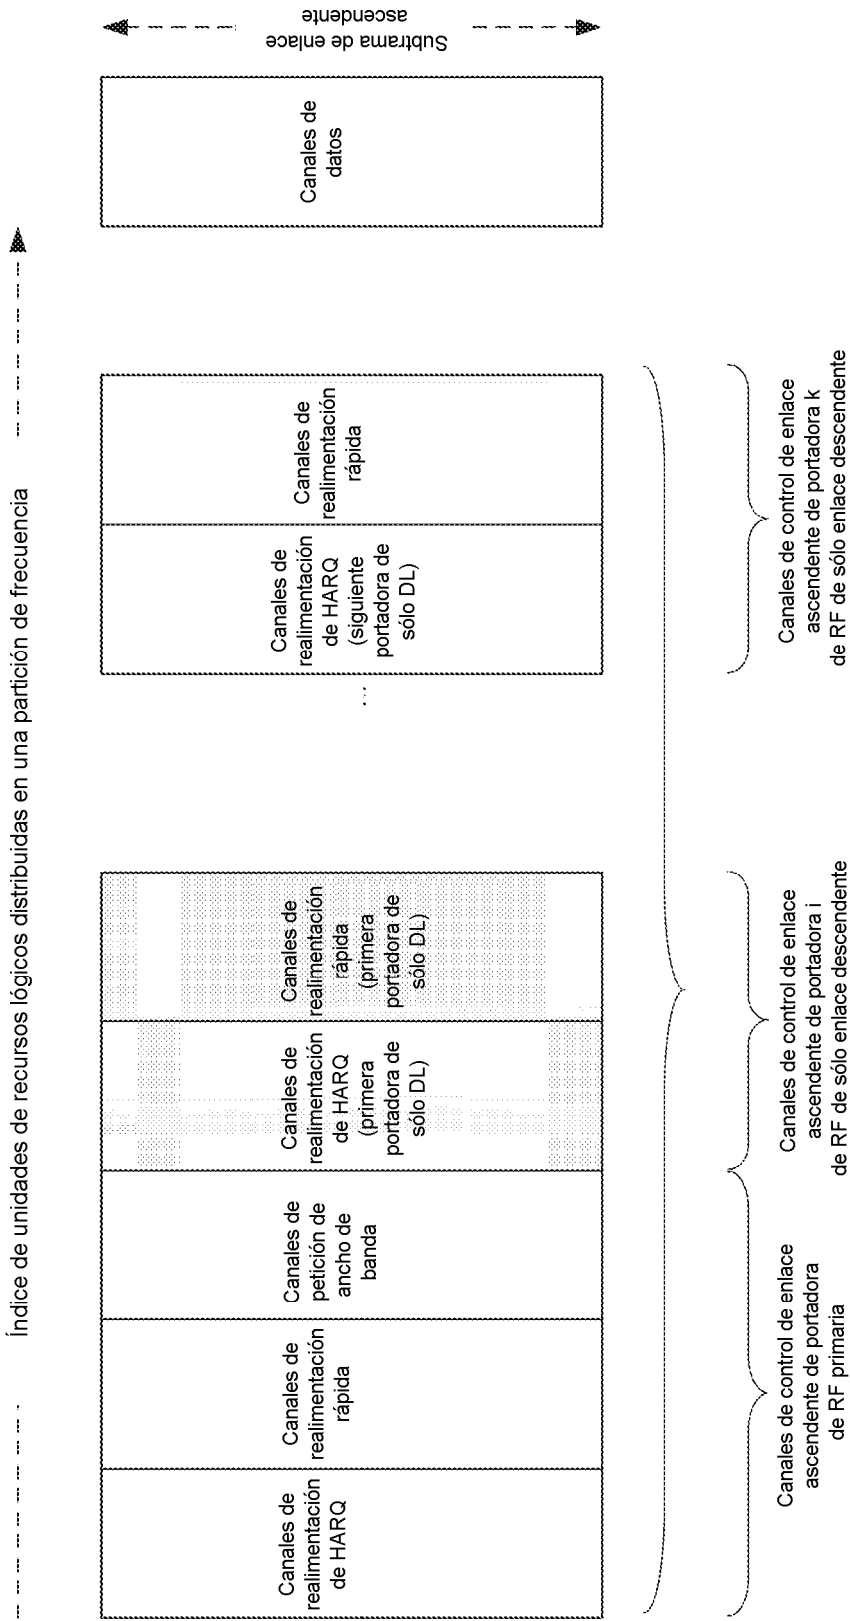 Índice de unidades de recursos lógicos distribuidas en una partición de frecuencia
Canales de
realimentación
de HARQ
Canales de
realimentación
rápida
Canales de
petición de
ancho de
banda
Canales de
realimentación
de HARQ
(primera
portadora de
sólo DL)
Canales de
realimentación
rápida
(primera
portadora de
sólo DL)
...
Canales de
realimentación
de HARQ
(siguiente
portadora de
sólo DL)
Canales de
realimentación
rápida
Canales de
datos
Subtrama de enlace
ascendente
Canales de control de enlace
ascendente de portadora
de RF primaria
Canales de control de enlace
ascendente de portadora i
de RF de sólo enlace descendente
Canales de control de enlace
ascendente de portadora k
de RF de sólo enlace descendente